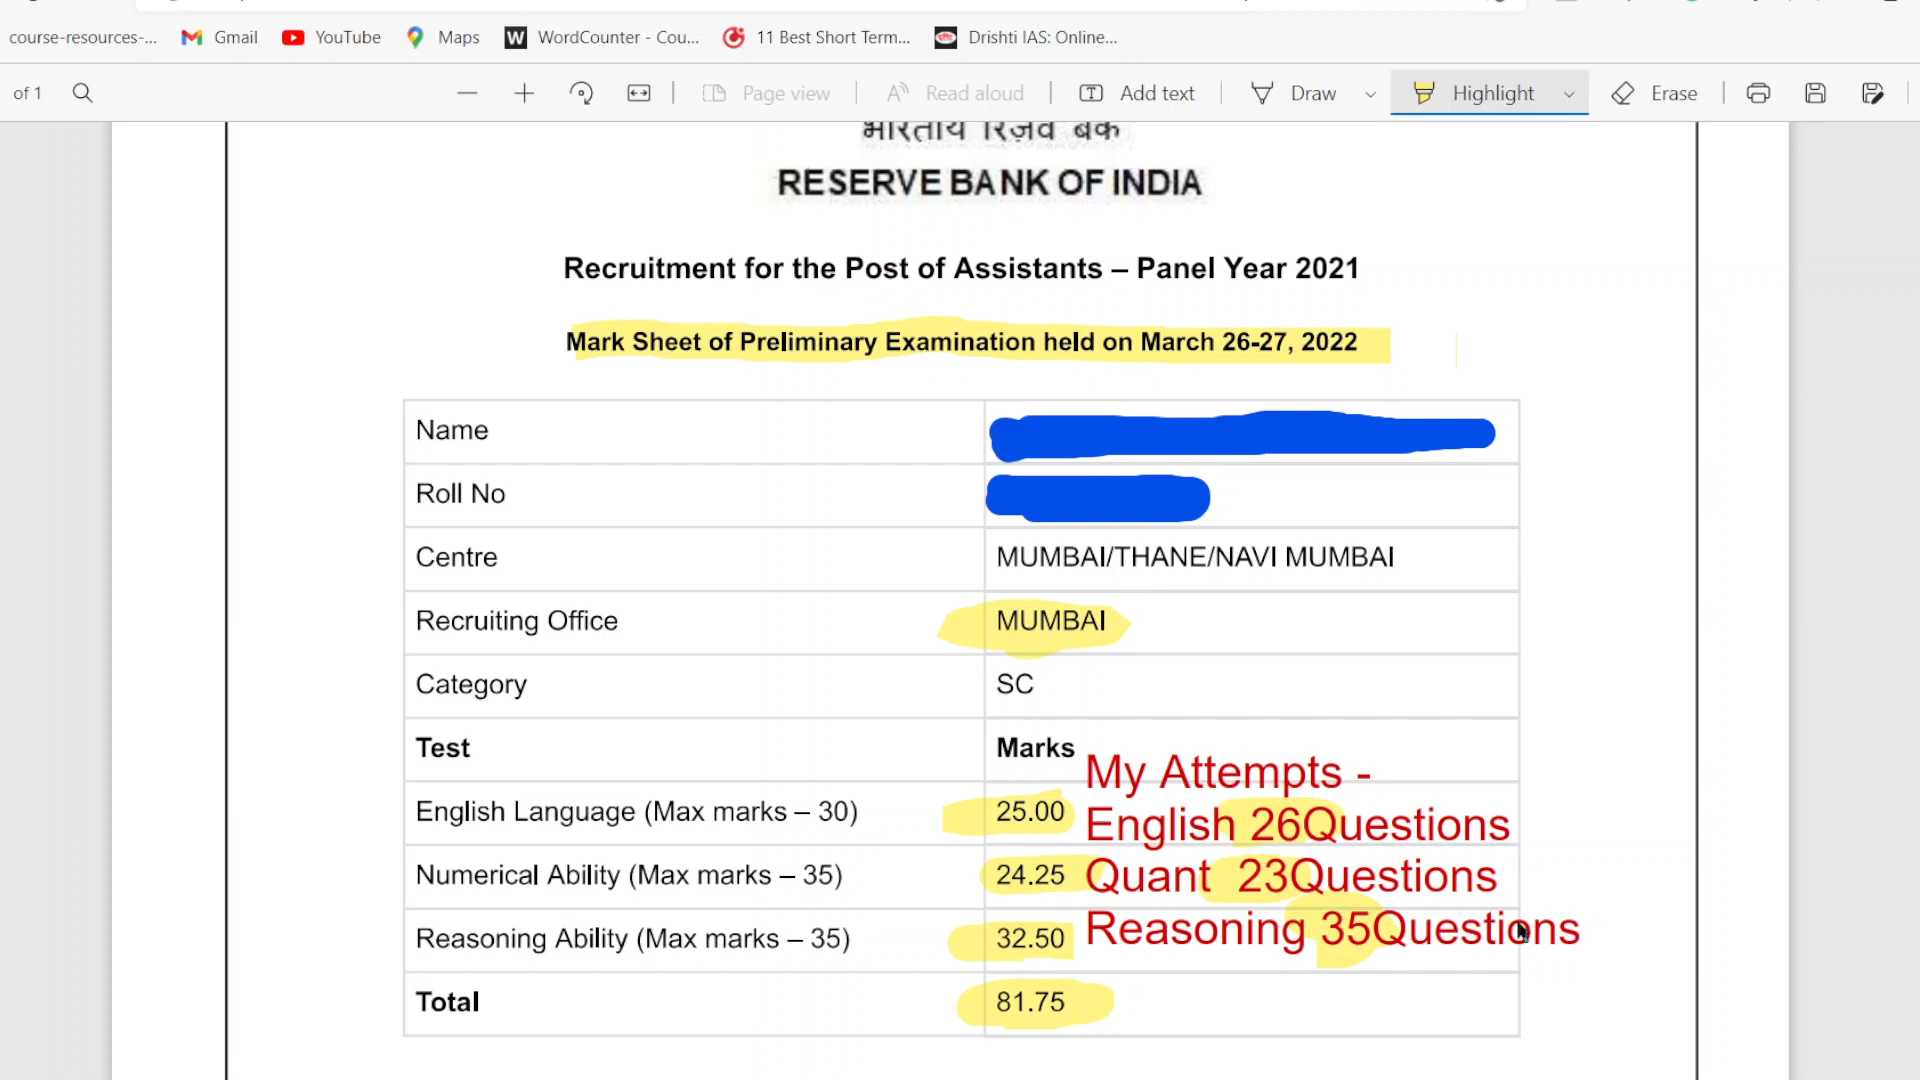 course-resources-... Gmail YouTube Maps WordCounter - Cou... 11 Best Short Term... Drishti IAS: Online...
of 1 Page view Read aloud Add text Draw Highlight Erase
भारतीय रिज़र्व बैंक
RESERVE BANK OF INDIA
Recruitment for the Post of Assistants – Panel Year 2021
Mark Sheet of Preliminary Examination held on March 26-27, 2022
Name
Roll No
Centre MUMBAI/THANE/NAVI MUMBAI
Recruiting Office MUMBAI
Category SC
Test Marks
My Attempts -
English Language (Max marks – 30) 25.00 English 26Questions
Numerical Ability (Max marks – 35) 24.25 Quant 23Questions
Reasoning Ability (Max marks – 35) 32.50 Reasoning 35Questions
Total 81.75